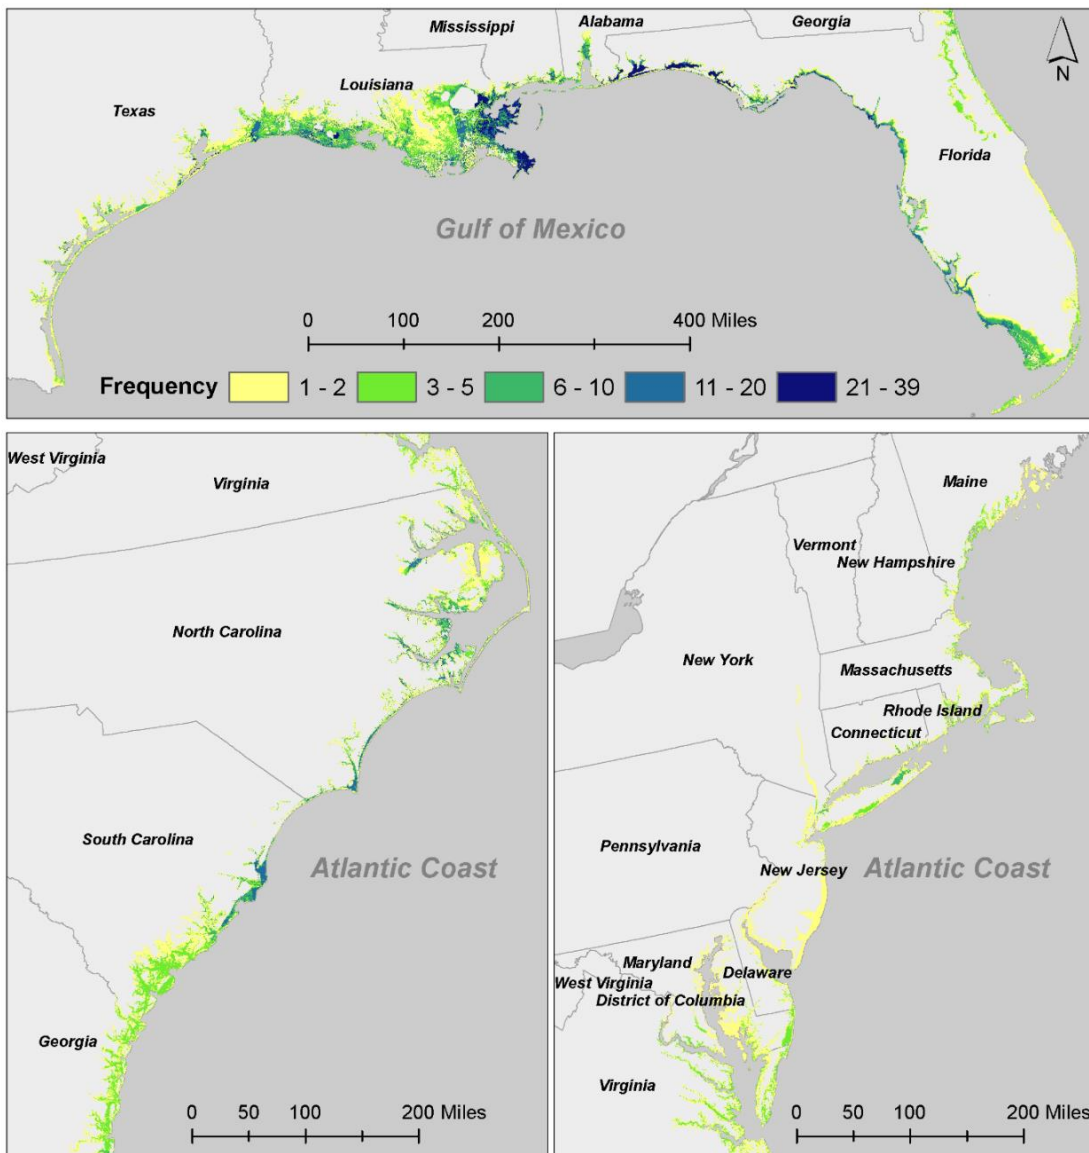 Mississippi
Alabama
Georgia
N
Louisiana
Texas
Florida
Gulf of Mexico
0 100 200 400 Miles
Frequency 1 - 2 3 - 5 6 - 10 11 - 20 21 - 39
West Virginia
Virginia
North Carolina
South Carolina
Atlantic Coast
Georgia
0 50 100 200 Miles
Maine
Vermont
New Hampshire
New York
Massachusetts
Rhode Island
Connecticut
Pennsylvania
New Jersey
Atlantic Coast
Maryland
Delaware
West Virginia
District of Columbia
Virginia
0 50 100 200 Miles